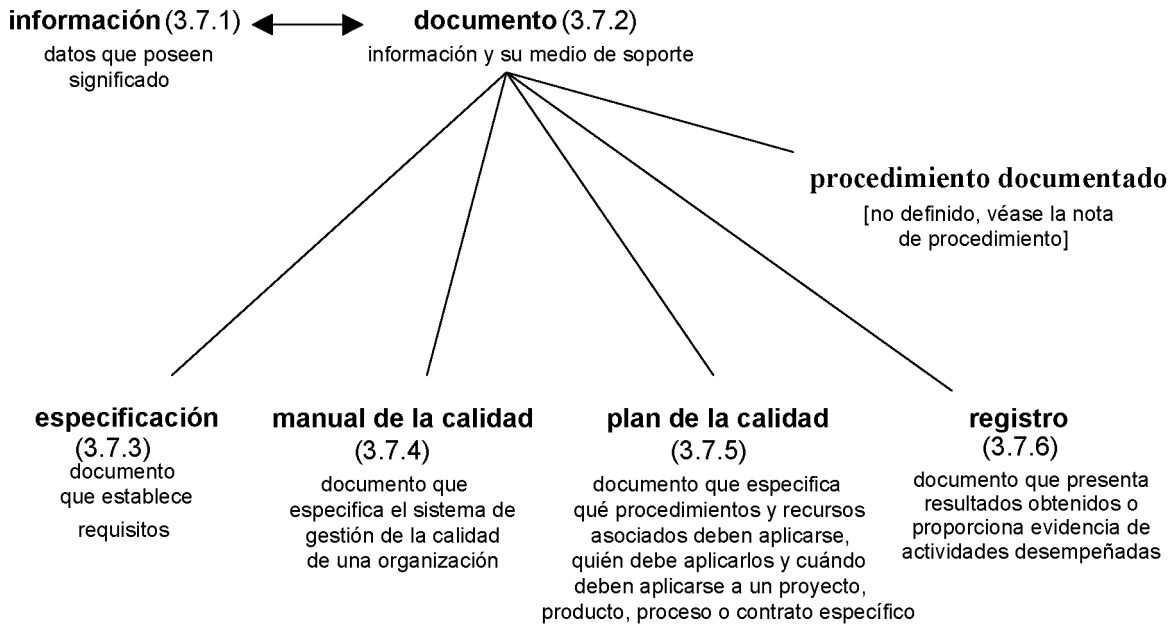 información (3.7.1)
datos que poseen
significado
documento (3.7.2)
información y su medio de soporte
procedimiento documentado
[no definido, véase la nota
de procedimiento]
especificación
(3.7.3)
documento
que establece
requisitos
manual de la calidad
(3.7.4)
documento que
especifica el sistema de
gestión de la calidad
de una organización
plan de la calidad
(3.7.5)
documento que especifica
qué procedimientos y recursos
asociados deben aplicarse,
quién debe aplicarlos y cuándo
deben aplicarse a un proyecto,
producto, proceso o contrato específico
registro
(3.7.6)
documento que presenta
resultados obtenidos o
proporciona evidencia de
actividades desempeñadas